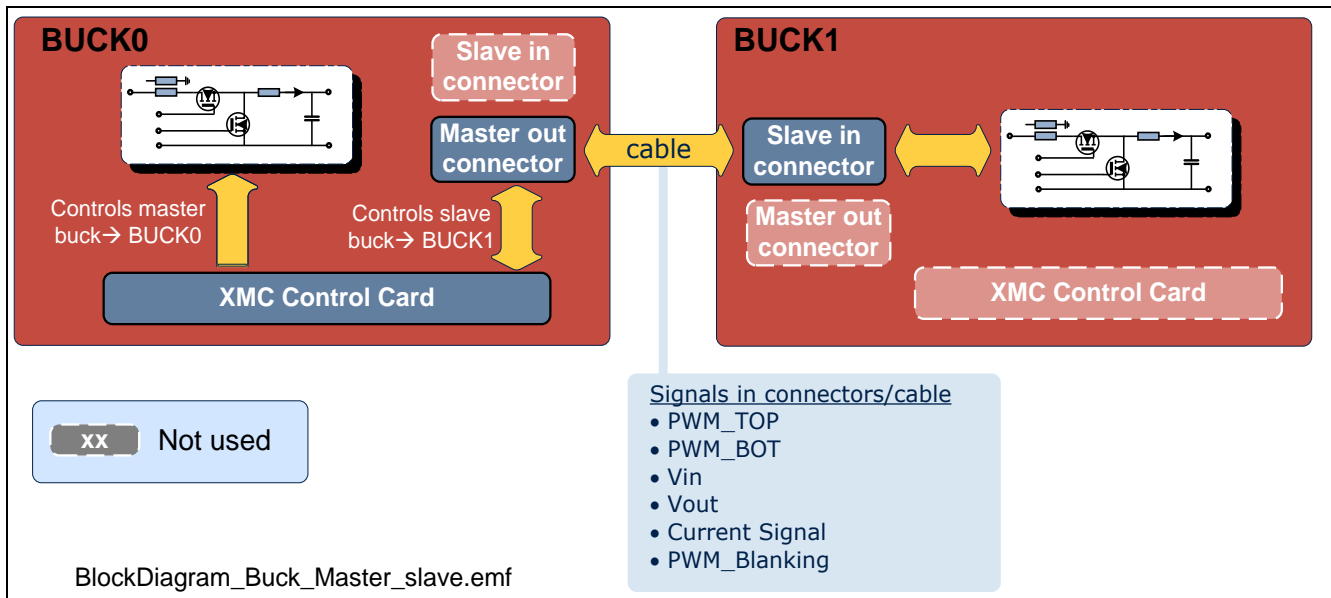 BUCK0
Slave in
connector
Master out
connector
Controls master
buck→ BUCK0
Controls slave
buck→ BUCK1
XMC Control Card
cable
BUCK1
Slave in
connector
Master out
connector
XMC Control Card
Signals in connectors/cable
• PWM_TOP
• PWM_BOT
• Vin
• Vout
• Current Signal
• PWM_Blanking
xx Not used
BlockDiagram_Buck_Master_slave.emf